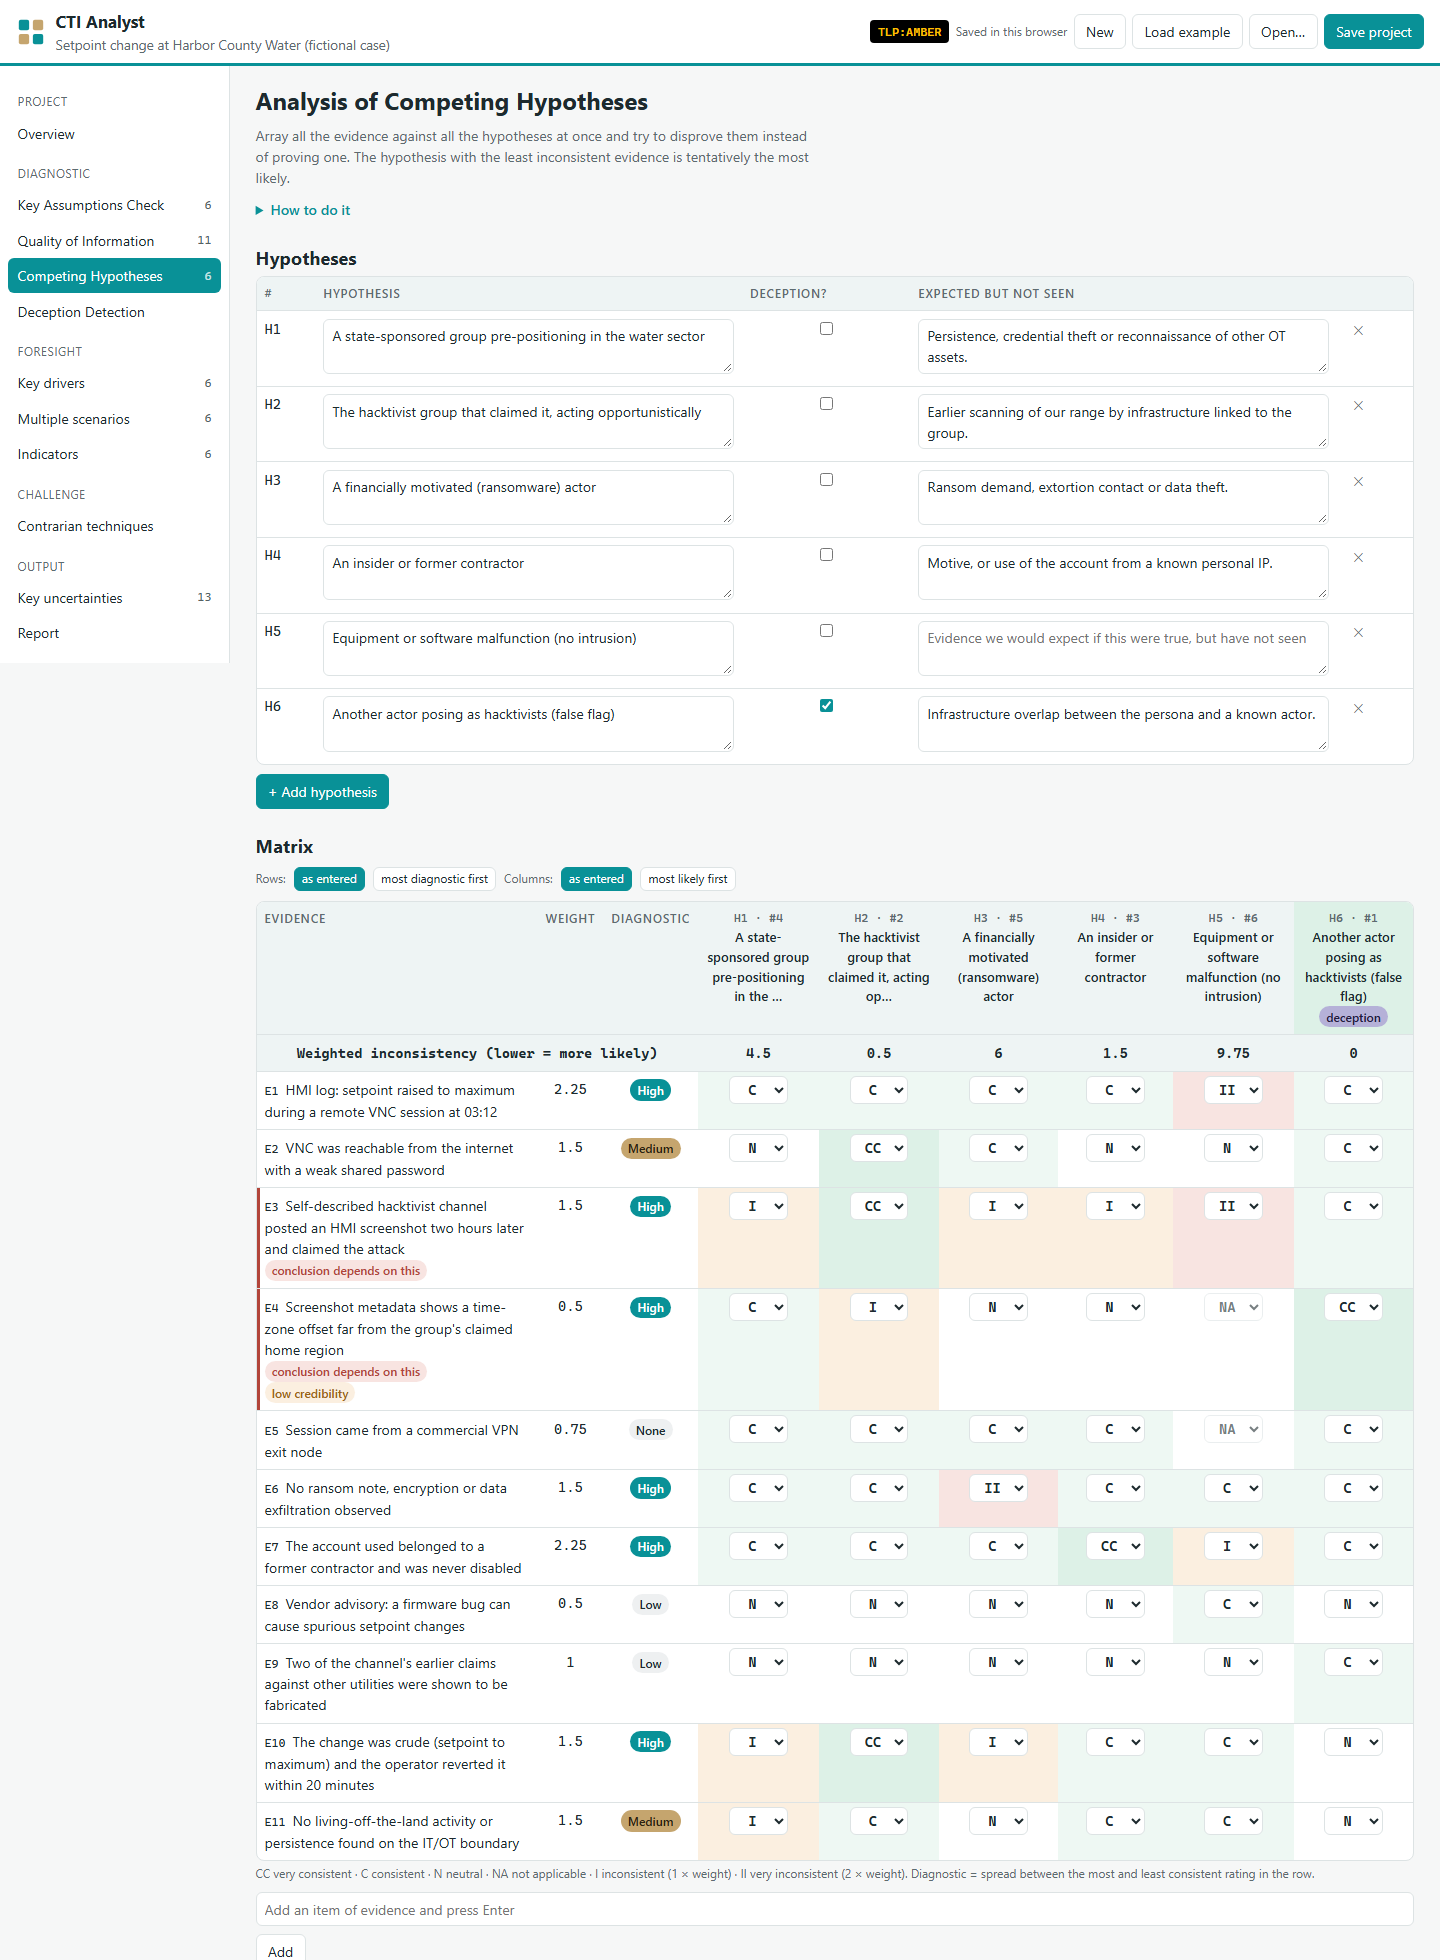 CTI Analyst
Setpoint change at Harbor County Water (fictional case)
TLP:AMBER
Saved in this browser
New
Load example
Open...
Save project
PROJECT
Overview
DIAGNOSTIC
Key Assumptions Check 6
Quality of Information 11
Competing Hypotheses 6
Deception Detection
FORESIGHT
Key drivers 6
Multiple scenarios 6
Indicators 6
CHALLENGE
Contrarian techniques
OUTPUT
Key uncertainties 13
Report
Analysis of Competing Hypotheses
Array all the evidence against all the hypotheses at once and try to disprove them instead
of proving one. The hypothesis with the least inconsistent evidence is tentatively the most
likely.
▶ How to do it
Hypotheses
# HYPOTHESIS DECEPTION? EXPECTED BUT NOT SEEN
H1 A state-sponsored group pre-positioning in the water sector Persistence, credential theft or reconnaissance of other OT
assets. ×
H2 The hacktivist group that claimed it, acting opportunistically Earlier scanning of our range by infrastructure linked to the
group. ×
H3 A financially motivated (ransomware) actor Ransom demand, extortion contact or data theft. ×
H4 An insider or former contractor Motive, or use of the account from a known personal IP. ×
H5 Equipment or software malfunction (no intrusion) Evidence we would expect if this were true, but have not seen ×
H6 Another actor posing as hacktivists (false flag) Infrastructure overlap between the persona and a known actor. ×
+ Add hypothesis
Matrix
Rows: as entered most diagnostic first Columns: as entered most likely first
EVIDENCE WEIGHT DIAGNOSTIC
H1 · #4
A state-
sponsored group
pre-positioning
in the ...
H2 · #2
The hacktivist
group that
claimed it, acting
op...
H3 · #5
A financially
motivated
(ransomware)
actor
H4 · #3
An insider or
former
contractor
H5 · #6
Equipment or
software
malfunction (no
intrusion)
H6 · #1
Another actor
posing as
hacktivists (false
flag)
deception
Weighted inconsistency (lower = more likely) 4.5 0.5 6 1.5 9.75 0
E1 HMI log: setpoint raised to maximum 2.25 High C C C C II C
during a remote VNC session at 03:12
E2 VNC was reachable from the internet 1.5 Medium N CC C N N C
with a weak shared password
E3 Self-described hacktivist channel 1.5 High I CC I I II C
posted an HMI screenshot two hours later
and claimed the attack
conclusion depends on this
E4 Screenshot metadata shows a time- 0.5 High C I N N NA CC
zone offset far from the group's claimed
home region
conclusion depends on this
low credibility
E5 Session came from a commercial VPN 0.75 None C C C C NA C
exit node
E6 No ransom note, encryption or data 1.5 High C C II C C C
exfiltration observed
E7 The account used belonged to a 2.25 High C C C CC I C
former contractor and was never disabled
E8 Vendor advisory: a firmware bug can 0.5 Low N N N N C N
cause spurious setpoint changes
E9 Two of the channel's earlier claims 1 Low N N N N N C
against other utilities were shown to be
fabricated
E10 The change was crude (setpoint to 1.5 High I CC I C C N
maximum) and the operator reverted it
within 20 minutes
E11 No living-off-the-land activity or 1.5 Medium I C N C C N
persistence found on the IT/OT boundary
CC very consistent · C consistent · N neutral · NA not applicable · I inconsistent (1 × weight) · II very inconsistent (2 × weight). Diagnostic = spread between the most and least consistent rating in the row.
Add an item of evidence and press Enter
Add